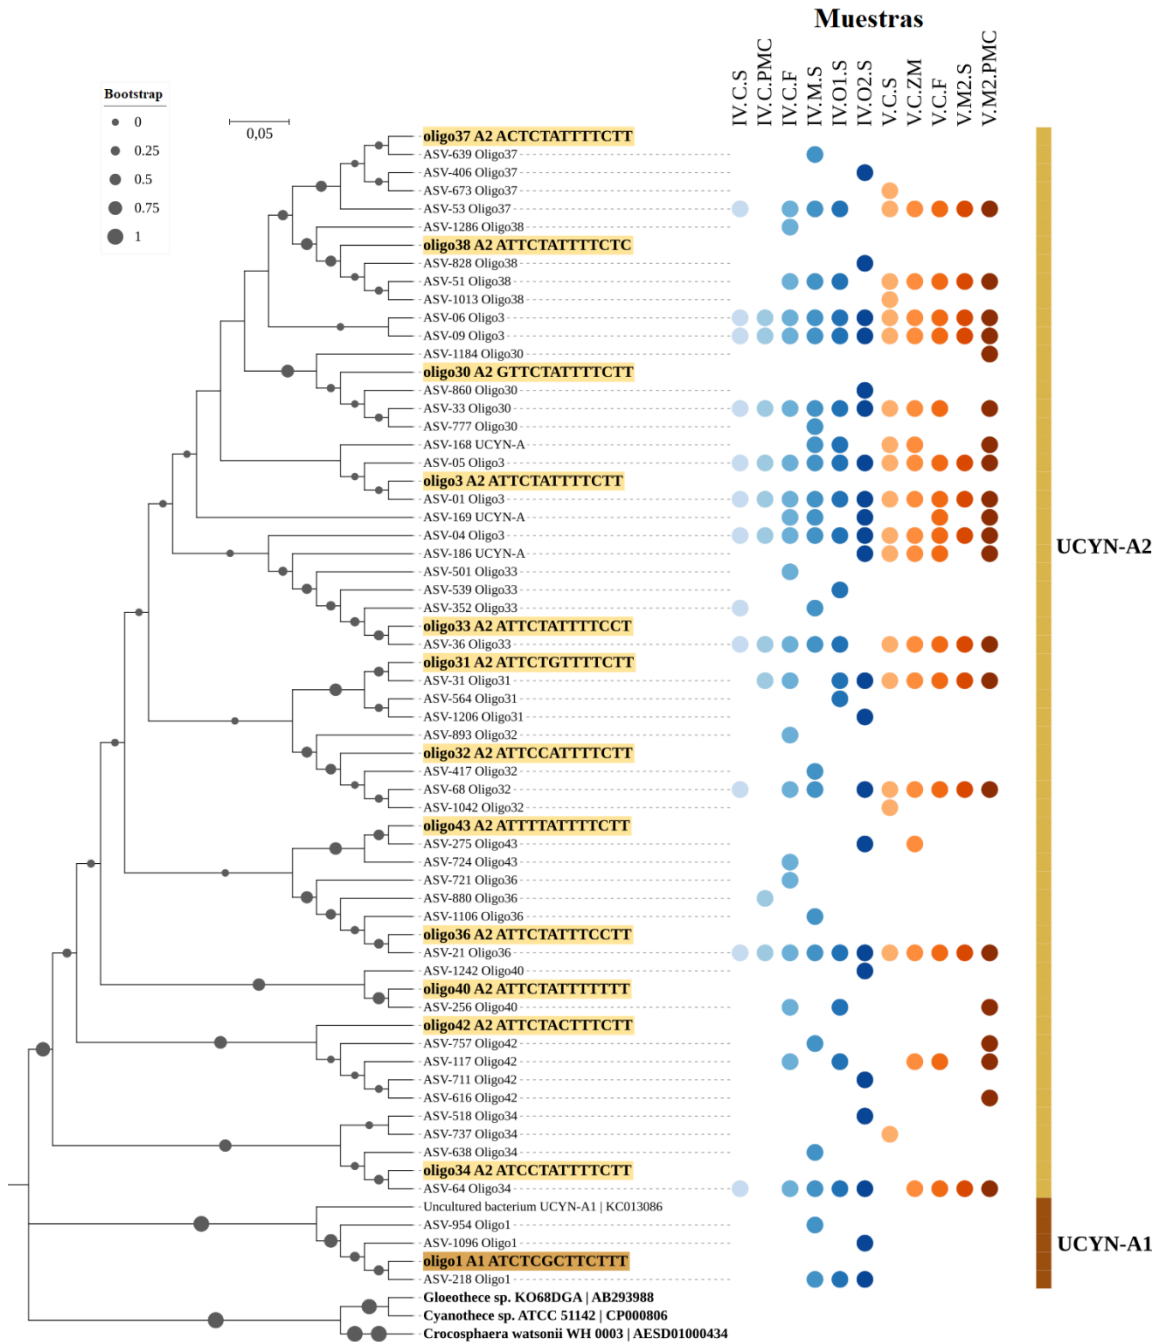 Muestras
IV.C.S
IV.C.PMC
IV.C.F
IV.M.S
IV.O1.S
IV.O2.S
V.C.S
V.C.ZM
V.C.F
V.M2.S
V.M2.PMC
Bootstrap
0
0.25
0.5
0.75
1
0,05
oligo37 A2 ACTCTATTTTCTT
ASV-639 Oligo37
ASV-406 Oligo37
ASV-673 Oligo37
ASV-53 Oligo37
ASV-1286 Oligo38
oligo38 A2 ATTCTATTTTCTC
ASV-828 Oligo38
ASV-51 Oligo38
ASV-1013 Oligo38
ASV-06 Oligo3
ASV-09 Oligo3
ASV-1184 Oligo30
oligo30 A2 GTTCTATTTTCTT
ASV-860 Oligo30
ASV-33 Oligo30
ASV-777 Oligo30
ASV-168 UCYN-A
ASV-05 Oligo3
oligo3 A2 ATTCTATTTTCTT
ASV-01 Oligo3
ASV-169 UCYN-A
ASV-04 Oligo3
ASV-186 UCYN-A
ASV-501 Oligo33
ASV-539 Oligo33
ASV-352 Oligo33
oligo33 A2 ATTCTATTTTCCT
ASV-36 Oligo33
oligo31 A2 ATTCTGTTTTCTT
ASV-31 Oligo31
ASV-564 Oligo31
ASV-1206 Oligo31
ASV-893 Oligo32
oligo32 A2 ATTCCATTTTCTT
ASV-417 Oligo32
ASV-68 Oligo32
ASV-1042 Oligo32
oligo43 A2 ATTTTATTTTCTT
ASV-275 Oligo43
ASV-724 Oligo43
ASV-721 Oligo36
ASV-880 Oligo36
ASV-1106 Oligo36
oligo36 A2 ATTCTATTTCCTT
ASV-21 Oligo36
ASV-1242 Oligo40
oligo40 A2 ATTCTATTTTTTT
ASV-256 Oligo40
oligo42 A2 ATTCTACTTTCTT
ASV-757 Oligo42
ASV-117 Oligo42
ASV-711 Oligo42
ASV-616 Oligo42
ASV-518 Oligo34
ASV-737 Oligo34
ASV-638 Oligo34
oligo34 A2 ATCCTATTTTCTT
ASV-64 Oligo34
Uncultured bacterium UCYN-A1 | KC013086
ASV-954 Oligo1
ASV-1096 Oligo1
oligo1 A1 ATCTCGCTTCTTT
ASV-218 Oligo1
Gloeothece sp. KO68DGA | AB293988
Cyanothece sp. ATCC 51142 | CP000806
Crocosphaera watsonii WH 0003 | AESD01000434
UCYN-A2
UCYN-A1